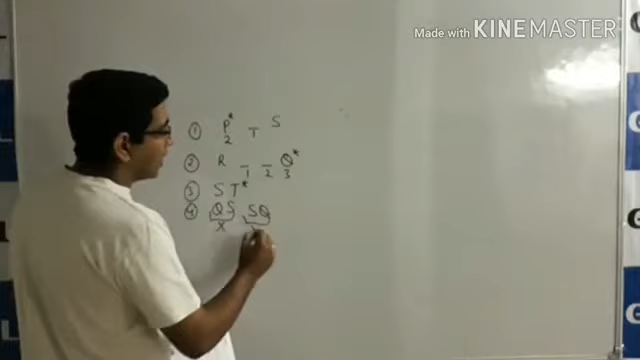 Made with KINEMASTER
① P* T S
2
② R _ _ Q*
1 2 3
③ S T*
④ QS SQ
X